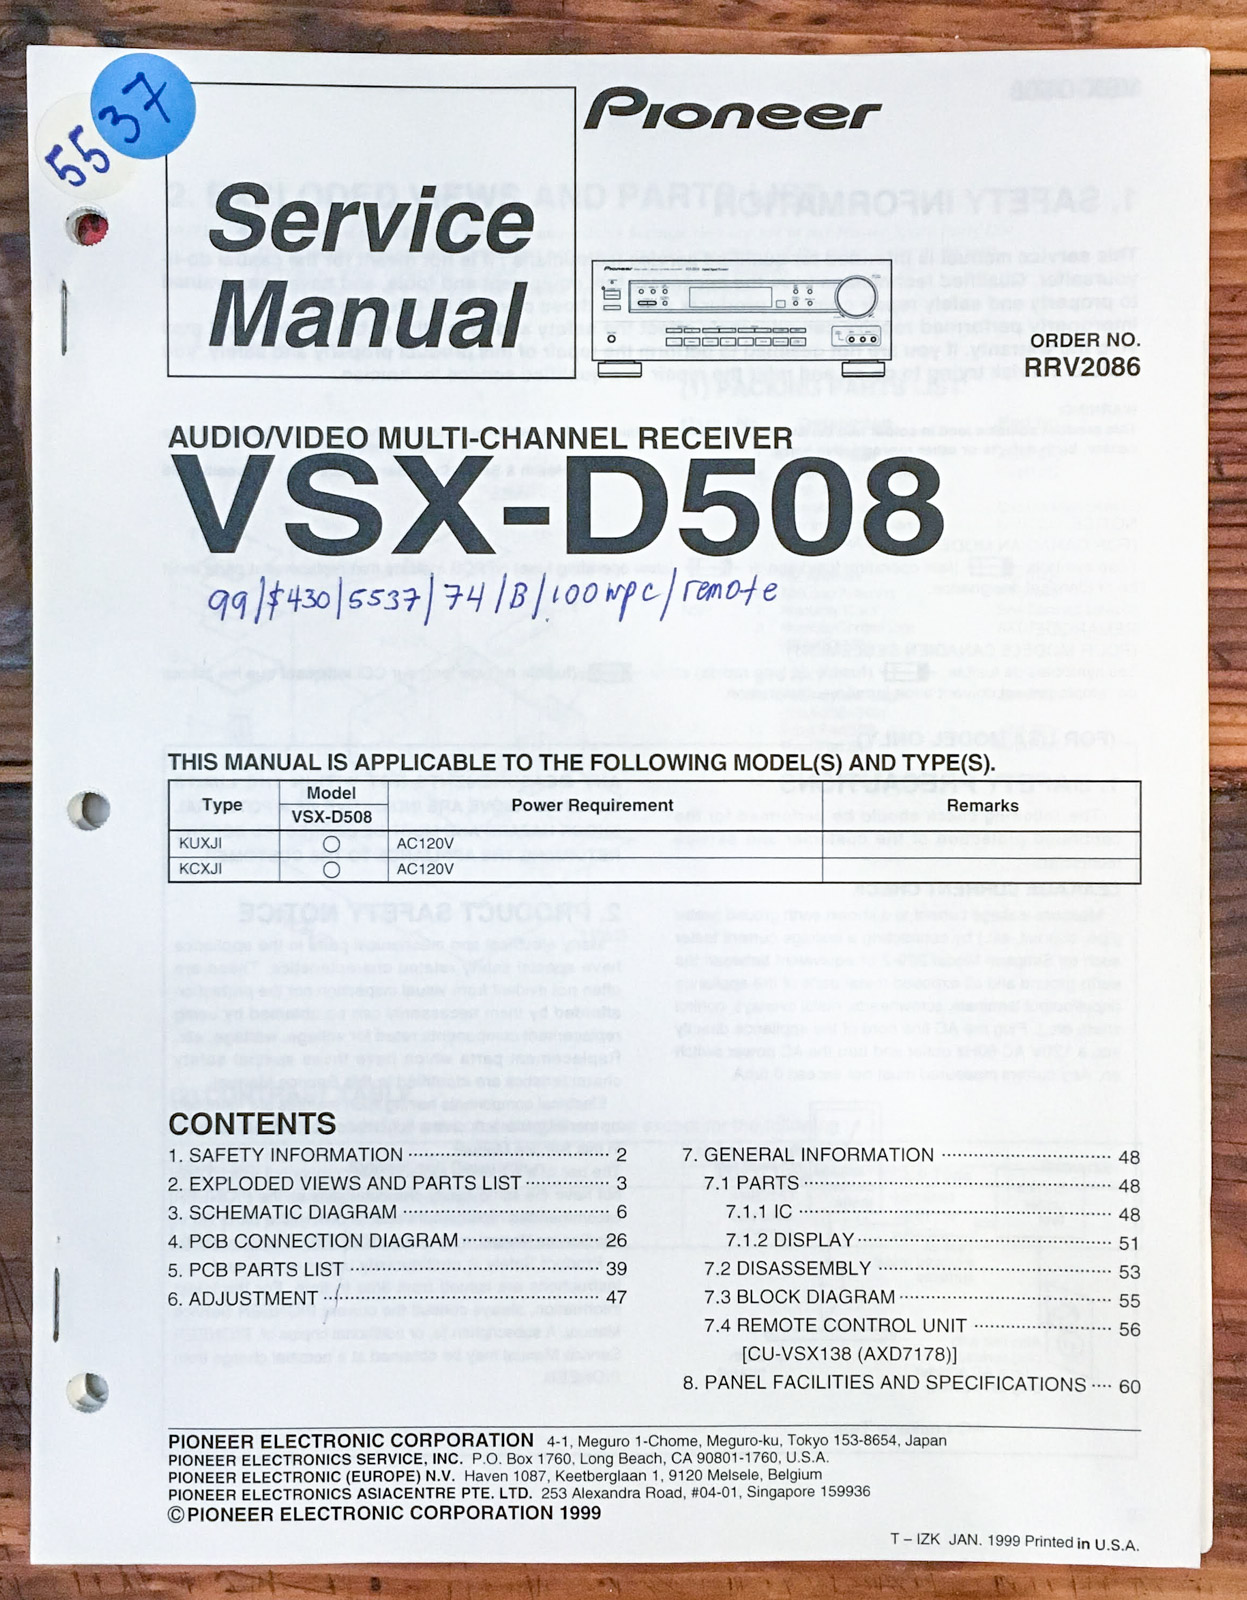 5537
Pioneer
Service
Manual
ORDER NO.
RRV2086
AUDIO/VIDEO MULTI-CHANNEL RECEIVER
VSX-D508
99/$430/5537/74/B/100wpc/remote
THIS MANUAL IS APPLICABLE TO THE FOLLOWING MODEL(S) AND TYPE(S).
Type Model VSX-D508 Power Requirement Remarks
KUXJI ○ AC120V
KCXJI ○ AC120V
CONTENTS
1. SAFETY INFORMATION 2
2. EXPLODED VIEWS AND PARTS LIST 3
3. SCHEMATIC DIAGRAM 6
4. PCB CONNECTION DIAGRAM 26
5. PCB PARTS LIST 39
6. ADJUSTMENT 47
7. GENERAL INFORMATION 48
7.1 PARTS 48
7.1.1 IC 48
7.1.2 DISPLAY 51
7.2 DISASSEMBLY 53
7.3 BLOCK DIAGRAM 55
7.4 REMOTE CONTROL UNIT 56
[CU-VSX138 (AXD7178)]
8. PANEL FACILITIES AND SPECIFICATIONS 60
PIONEER ELECTRONIC CORPORATION 4-1, Meguro 1-Chome, Meguro-ku, Tokyo 153-8654, Japan
PIONEER ELECTRONICS SERVICE, INC. P.O. Box 1760, Long Beach, CA 90801-1760, U.S.A.
PIONEER ELECTRONIC (EUROPE) N.V. Haven 1087, Keetberglaan 1, 9120 Melsele, Belgium
PIONEER ELECTRONICS ASIACENTRE PTE. LTD. 253 Alexandra Road, #04-01, Singapore 159936
©PIONEER ELECTRONIC CORPORATION 1999
T – IZK JAN. 1999 Printed in U.S.A.